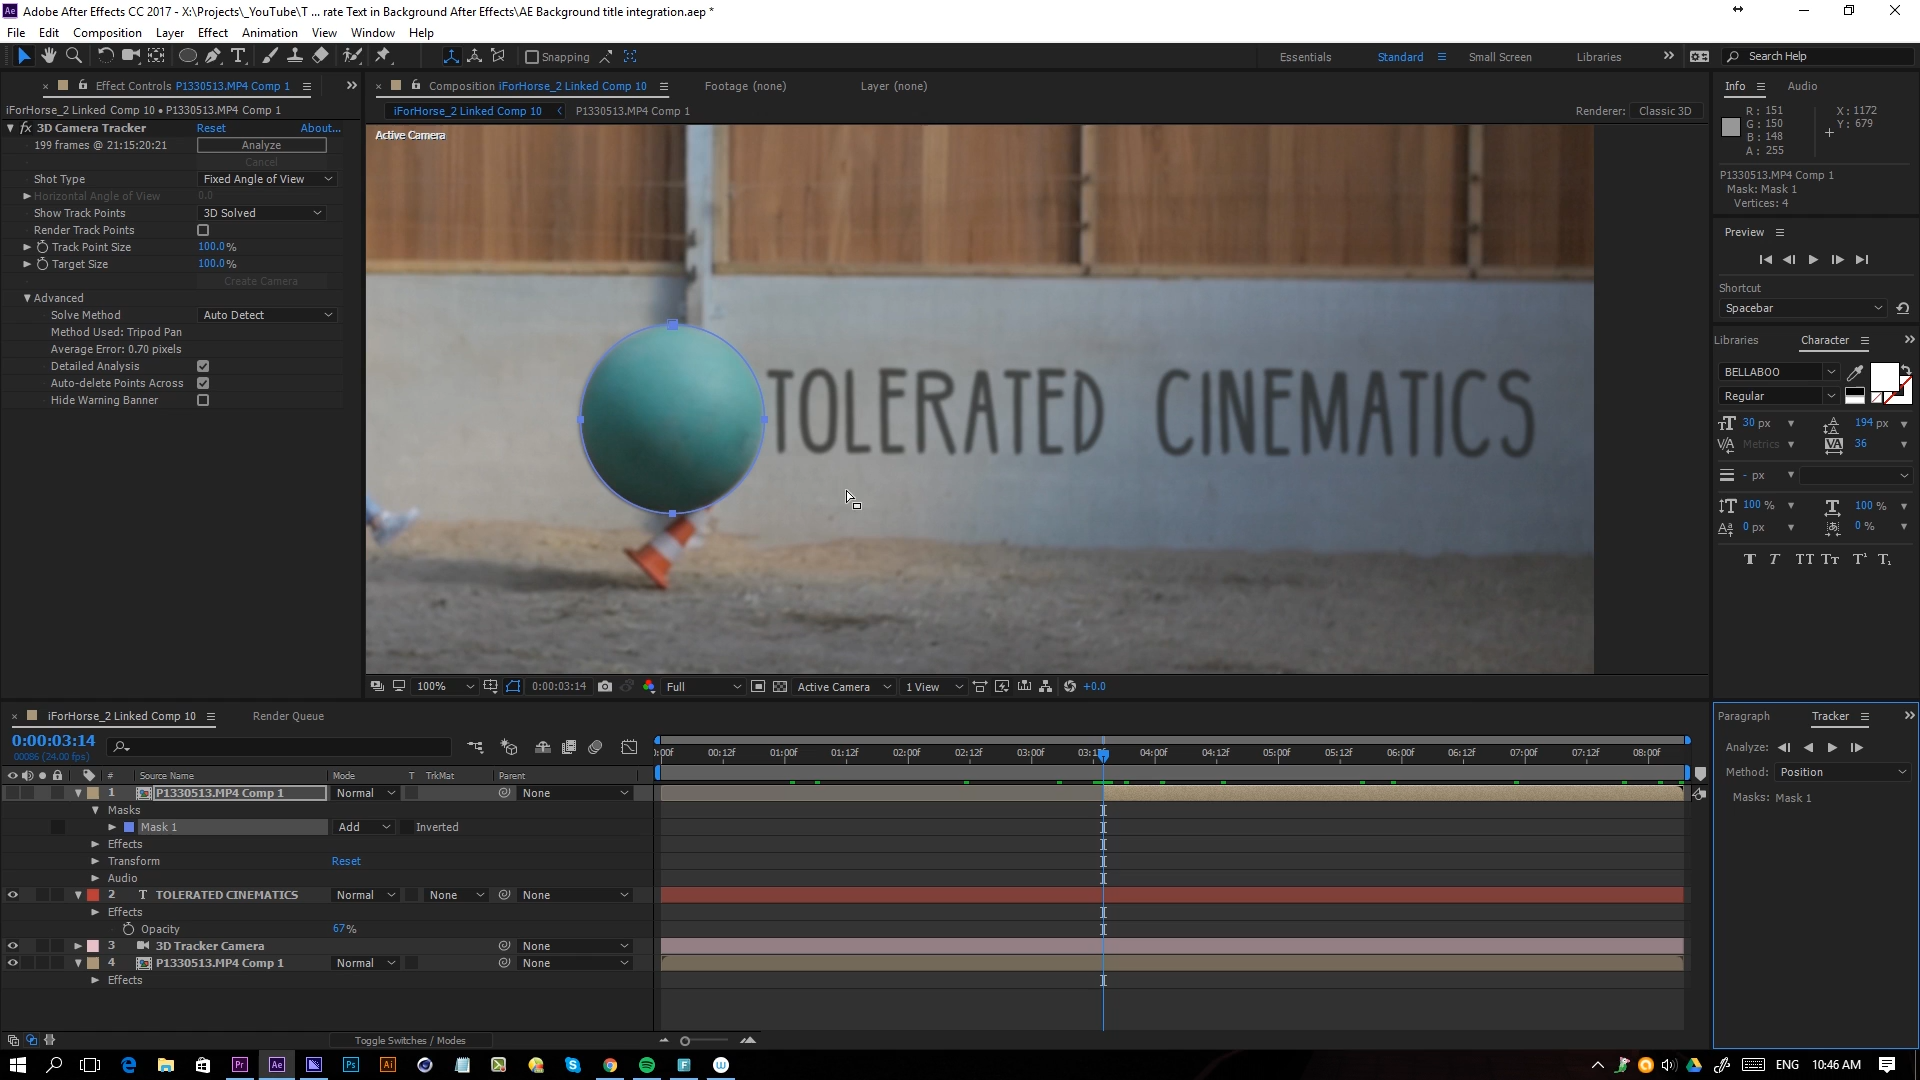 Ae Adobe After Effects CC 2017 - X:\Projects\_YouTube\T ... rate Text in Background After Effects\AE Background title integration.aep *
File Edit Composition Layer Effect Animation View Window Help
Snapping Essentials Standard Small Screen Libraries Search Help
Effect Controls P1330513.MP4 Comp 1
iForHorse_2 Linked Comp 10 • P1330513.MP4 Comp 1
fx 3D Camera Tracker Reset About...
199 frames @ 21:15:20:21 Analyze
Cancel
Shot Type Fixed Angle of View
Horizontal Angle of View 0.0
Show Track Points 3D Solved
Render Track Points
Track Point Size 100.0%
Target Size 100.0%
Create Camera
Advanced
Solve Method Auto Detect
Method Used: Tripod Pan
Average Error: 0.70 pixels
Detailed Analysis
Auto-delete Points Across
Hide Warning Banner
Composition iForHorse_2 Linked Comp 10 Footage (none) Layer (none)
iForHorse_2 Linked Comp 10 P1330513.MP4 Comp 1 Renderer: Classic 3D
Active Camera
TOLERATED CINEMATICS
100% 0:00:03:14 Full Active Camera 1 View +0.0
Info Audio
R: 151 X: 1172
G: 150 Y: 679
B: 148
A: 255
P1330513.MP4 Comp 1
Mask: Mask 1
Vertices: 4
Preview
Shortcut
Spacebar
Libraries Character
BELLABOO
Regular
30 px 194 px
Metrics 36
- px
100 % 100 %
0 px 0 %
T T TT Tt T¹ T₁
iForHorse_2 Linked Comp 10 Render Queue
0:00:03:14
00086 (24.00 fps)
:00f 00:12f 01:00f 01:12f 02:00f 02:12f 03:00f 04:00f 04:12f 05:00f 05:12f 06:00f 06:12f 07:00f 07:12f 08:00f
# Source Name Mode T TrkMat Parent
1 P1330513.MP4 Comp 1 Normal None
Masks
Mask 1 Add Inverted
Effects
Transform Reset
Audio
2 T TOLERATED CINEMATICS Normal None None
Effects
Opacity 67%
3 3D Tracker Camera None
4 P1330513.MP4 Comp 1 Normal None
Effects
Toggle Switches / Modes
Paragraph Tracker
Analyze:
Method: Position
Masks: Mask 1
Pr Ae Ps Ai F w ENG 10:46 AM